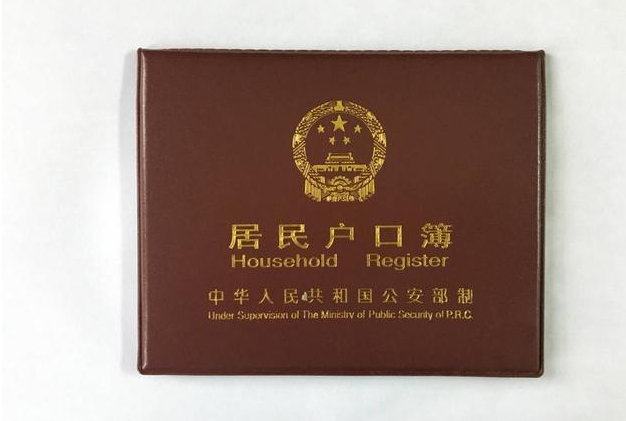 居民户口簿
Household Register
中华人民共和国公安部制
Under Supervision of The Ministry of Public Security of P.R.C.